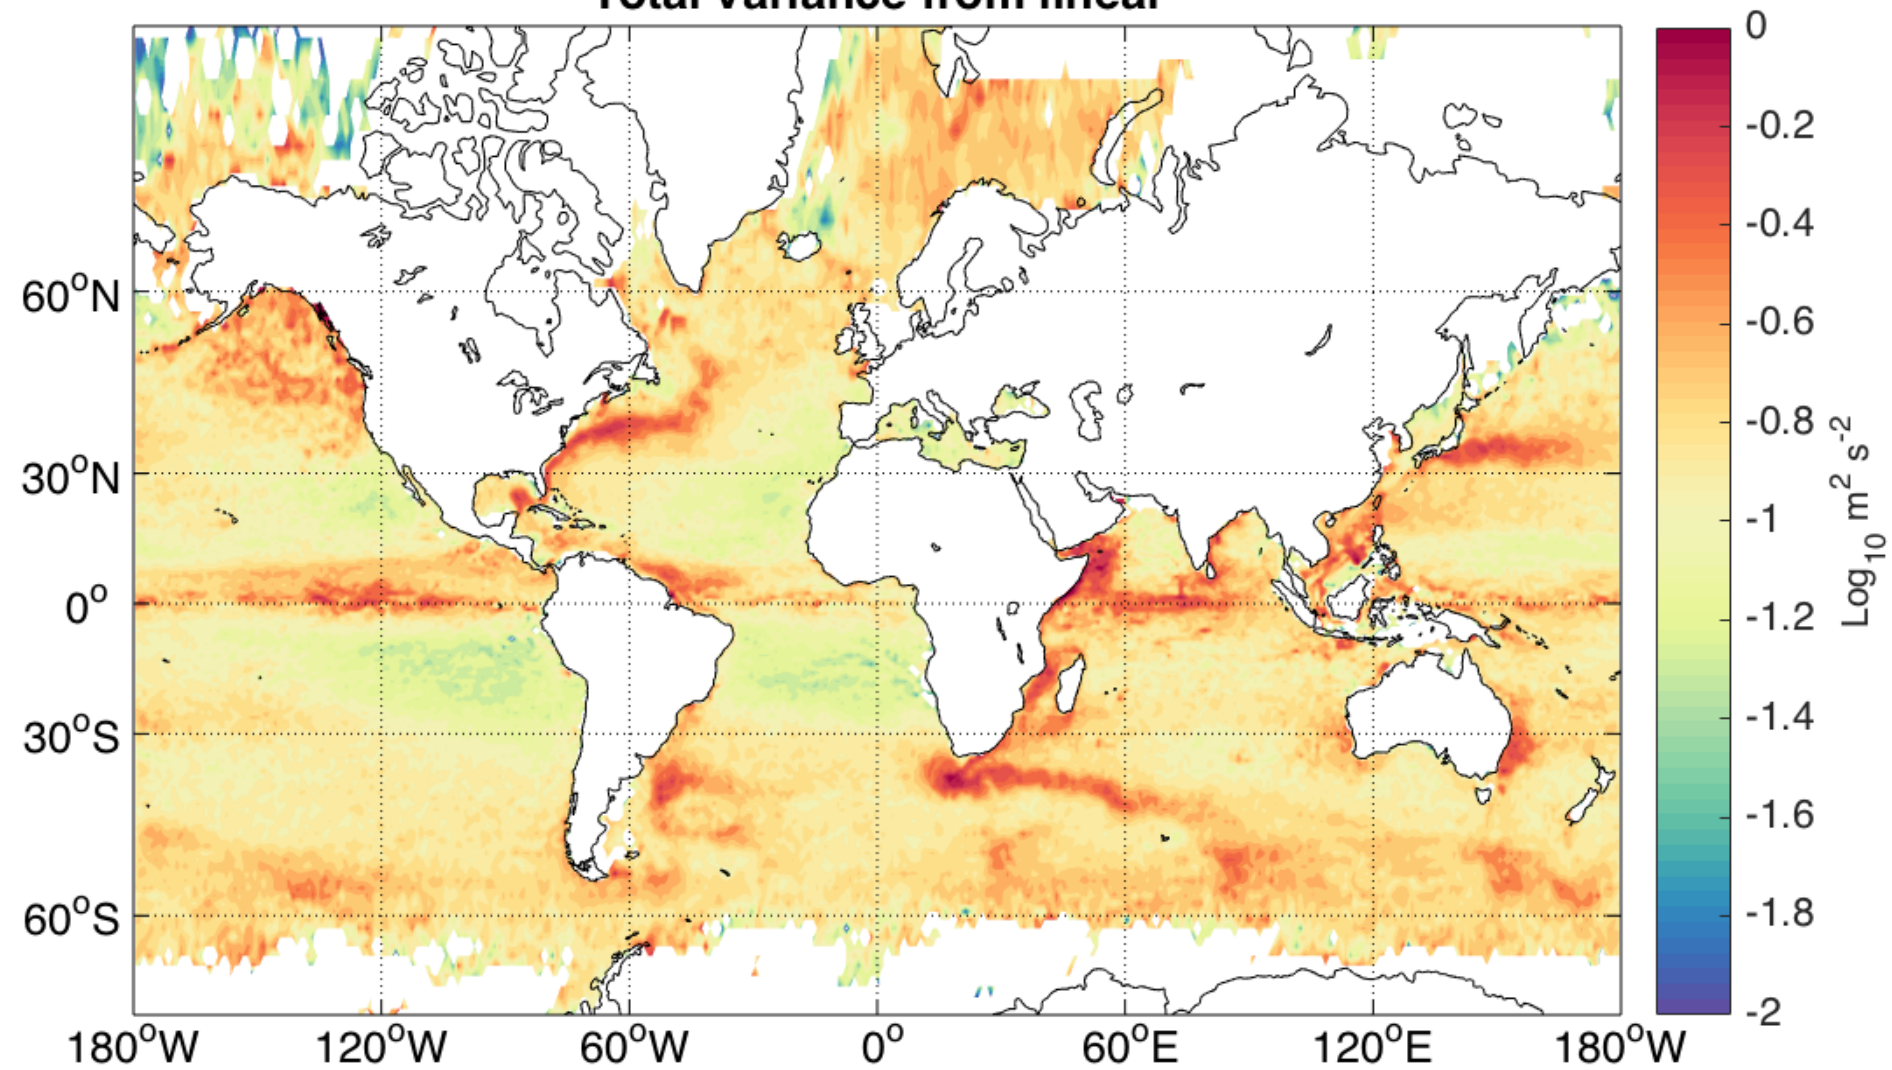 Total variance from linear
60°N
30°N
0°
30°S
60°S
180°W 120°W 60°W 0° 60°E 120°E 180°W
0
-0.2
-0.4
-0.6
-0.8
-1
-1.2
-1.4
-1.6
-1.8
-2
Log₁₀ m² s⁻²